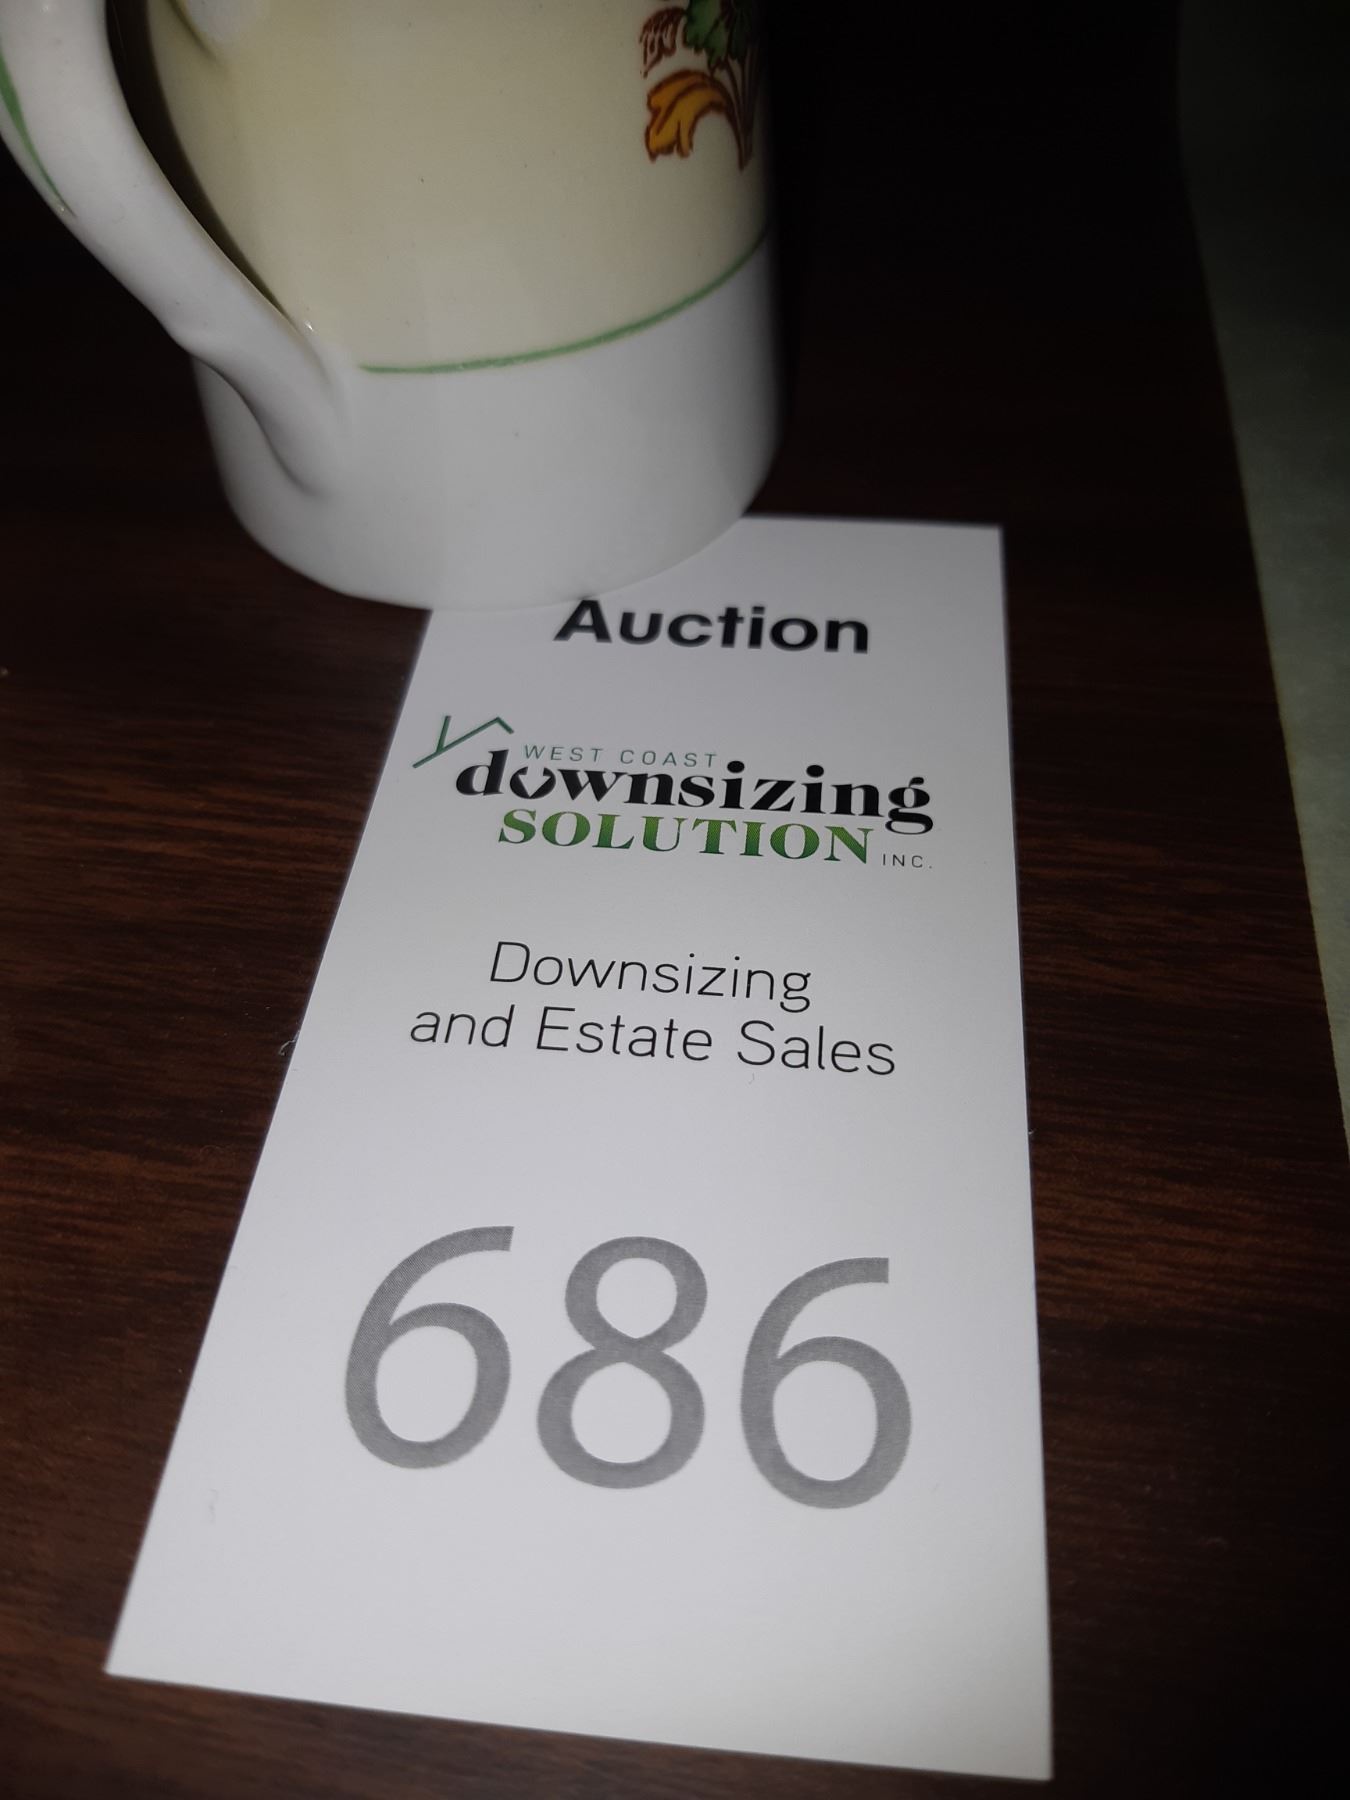 Auction
WEST COAST
downsizing
SOLUTION INC.
Downsizing
and Estate Sales
686